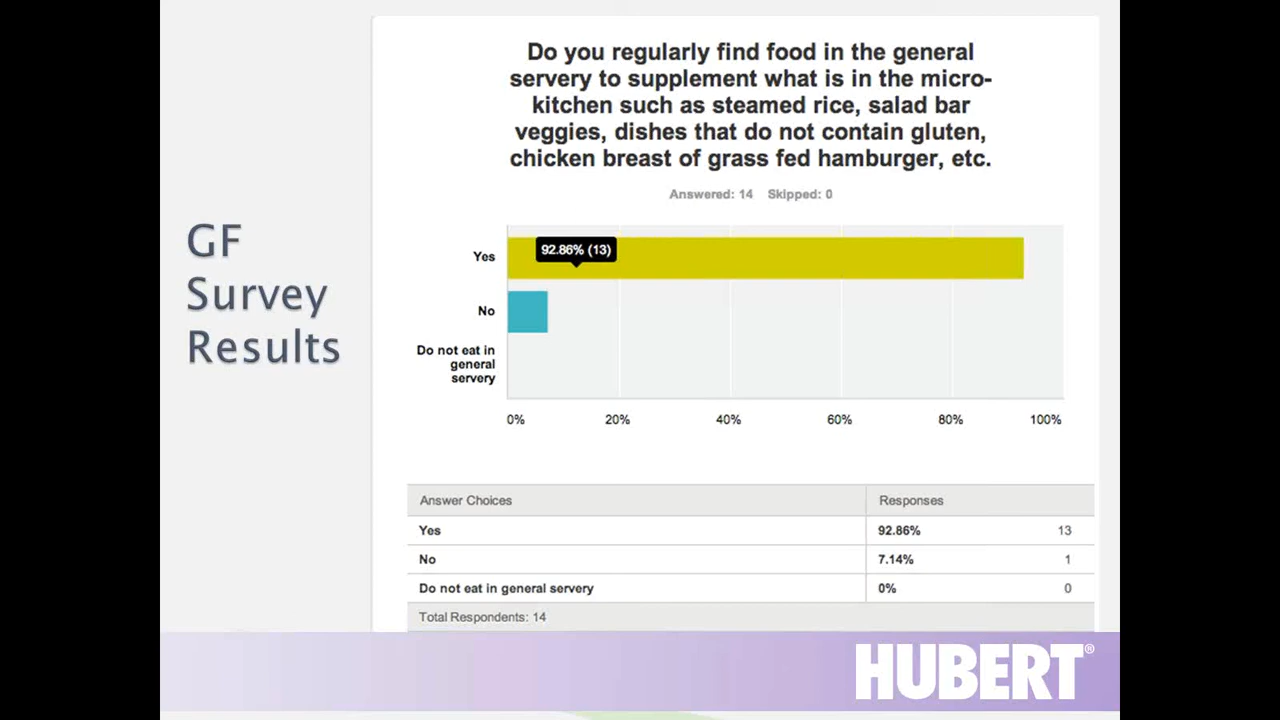 GF
Survey
Results
Do you regularly find food in the general
servery to supplement what is in the micro-
kitchen such as steamed rice, salad bar
veggies, dishes that do not contain gluten,
chicken breast of grass fed hamburger, etc.
Answered: 14 Skipped: 0
Yes
92.86% (13)
No
Do not eat in
general
servery
0% 20% 40% 60% 80% 100%
Answer Choices Responses
Yes 92.86% 13
No 7.14% 1
Do not eat in general servery 0% 0
Total Respondents: 14
HUBERT®